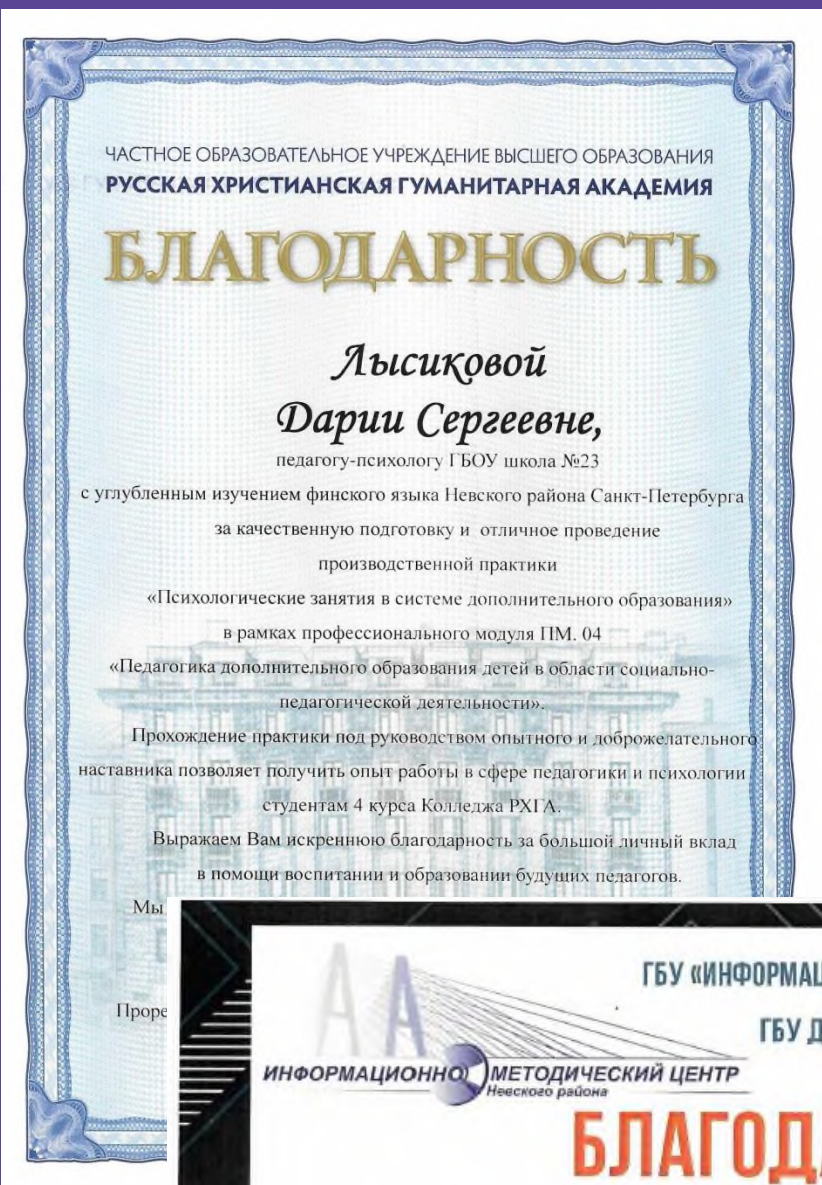 ЧАСТНОЕ ОБРАЗОВАТЕЛЬНОЕ УЧРЕЖДЕНИЕ ВЫСШЕГО ОБРАЗОВАНИЯ
РУССКАЯ ХРИСТИАНСКАЯ ГУМАНИТАРНАЯ АКАДЕМИЯ
БЛАГОДАРНОСТЬ
Лысиковой
Дарии Сергеевне,
педагогу-психологу ГБОУ школа №23
с углубленным изучением финского языка Невского района Санкт-Петербурга
за качественную подготовку и отличное проведение
производственной практики
«Психологические занятия в системе дополнительного образования»
в рамках профессионального модуля ПМ. 04
«Педагогика дополнительного образования детей в области социально-
педагогической деятельности».
Прохождение практики под руководством опытного и доброжелательного
наставника позволяет получить опыт работы в сфере педагогики и психологии
студентам 4 курса Колледжа РХГА.
Выражаем Вам искреннюю благодарность за большой личный вклад
в помощи воспитании и образовании будущих педагогов.
Мы
Проре
ГБУ «ИНФОРМАЦ
ГБУ Д
ИНФОРМАЦИОННО МЕТОДИЧЕСКИЙ ЦЕНТР
Невского района
БЛАГОДА